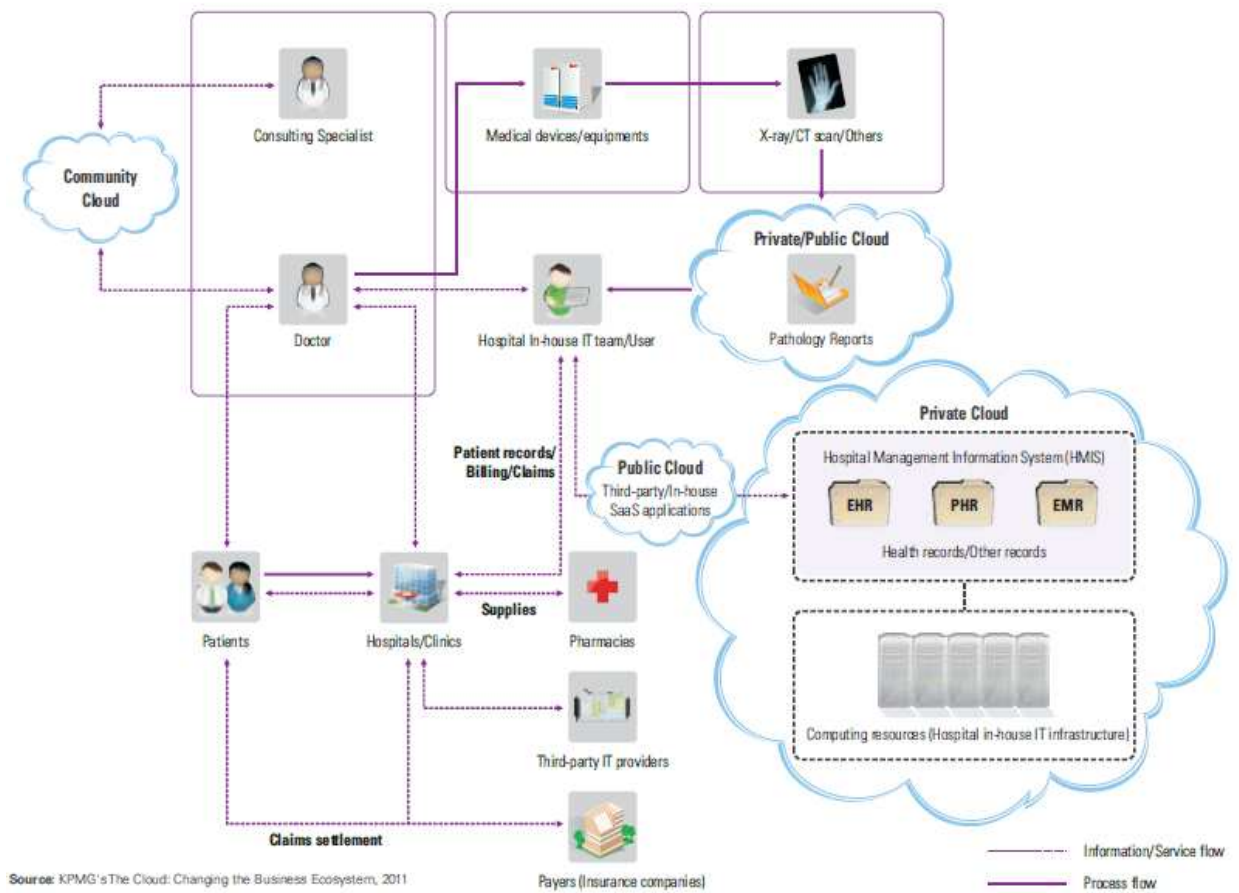 Consulting Specialist
Medical devices/equipments
X-ray/CT scan/Others
Community
Cloud
Private/Public Cloud
Doctor
Hospital In-house IT team/User
Pathology Reports
Private Cloud
Patient records/
Billing/Claims
Public Cloud
Third-party/In-house
SaaS applications
Hospital Management Information System (HMIS)
EHR
PHR
EMR
Health records/Other records
Supplies
Patients
Hospitals/Clinics
Pharmacies
Computing resources (Hospital in-house IT infrastructure)
Third-party IT providers
Claims settlement
Payers (Insurance companies)
Information/Service flow
Process flow
Source: KPMG's The Cloud: Changing the Business Ecosystem, 2011